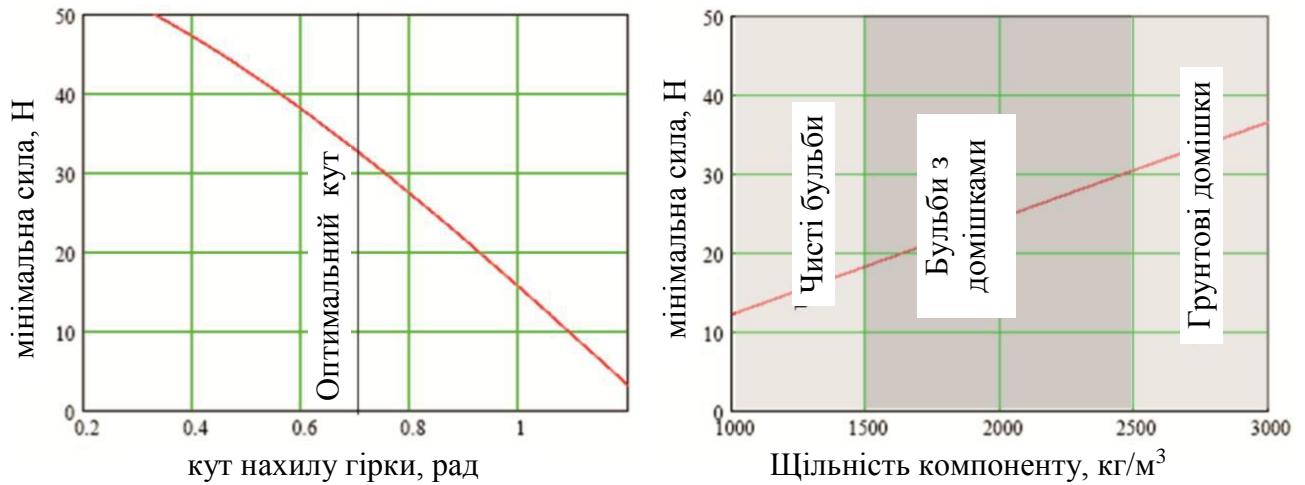 50
40
30
20
10
0
0.2
0.4
0.6
0.8
1
мінімальна сила, Н
Оптимальний кут
кут нахилу гірки, рад
50
40
30
20
10
0
1000
1500
2000
2500
3000
мінімальна сила, Н
Чисті бульби
Бульби з
домішками
Грунтові домішки
Щільність компоненту, кг/м³